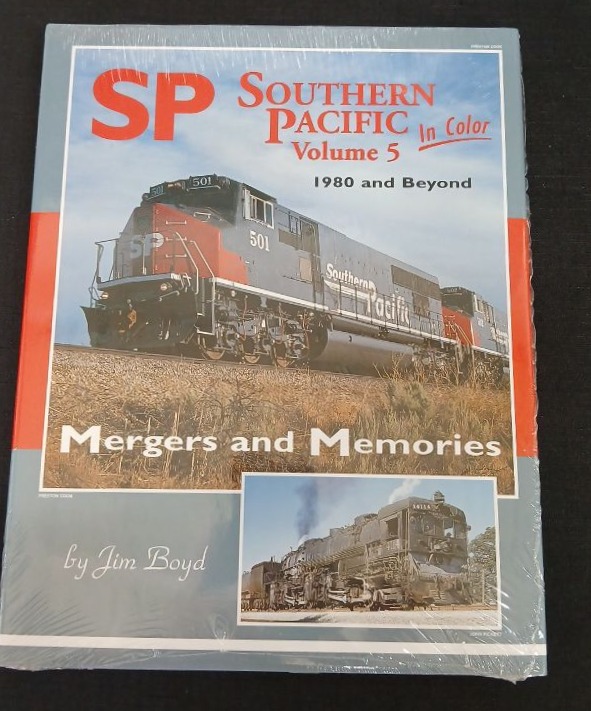 SP
SOUTHERN
PACIFIC
In Color
Volume 5
1980 and Beyond
501
501
501
SP
Southern Pacific
Mergers and Memories
by Jim Boyd